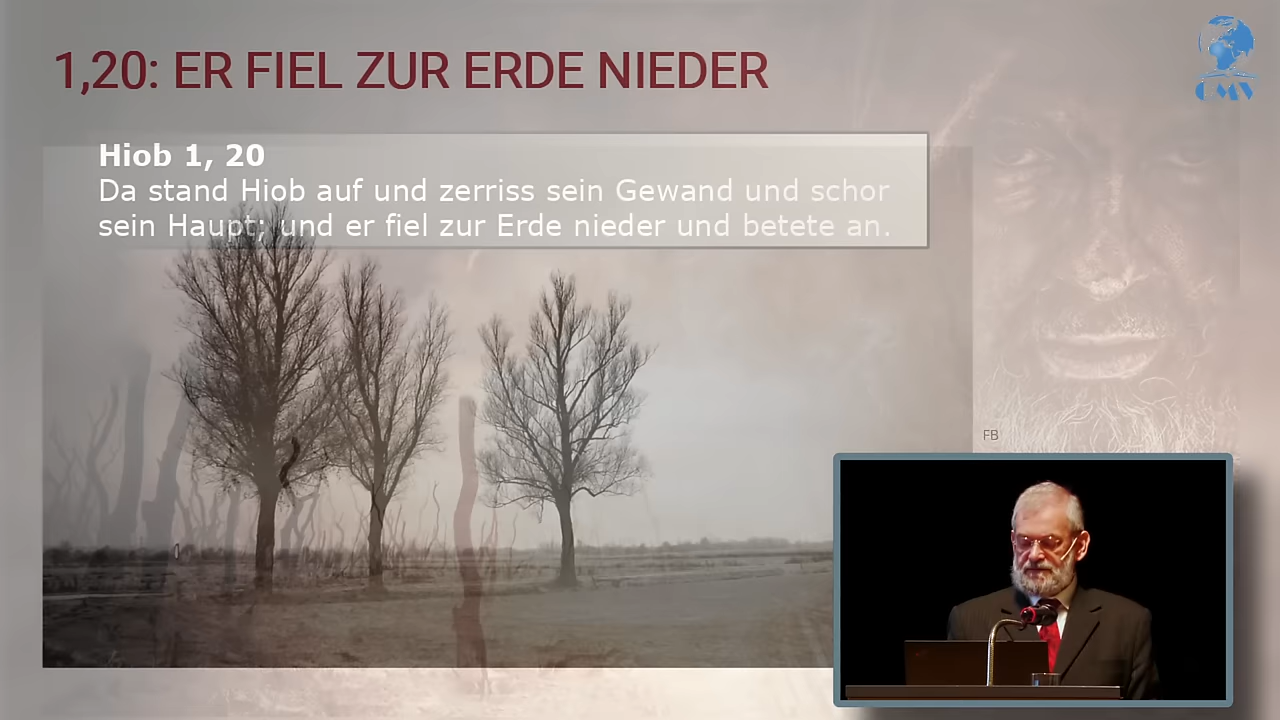 1,20: ER FIEL ZUR ERDE NIEDER
Hiob 1, 20
Da stand Hiob auf und zerriss sein Gewand und schor
sein Haupt; und er fiel zur Erde nieder und betete an.
FB